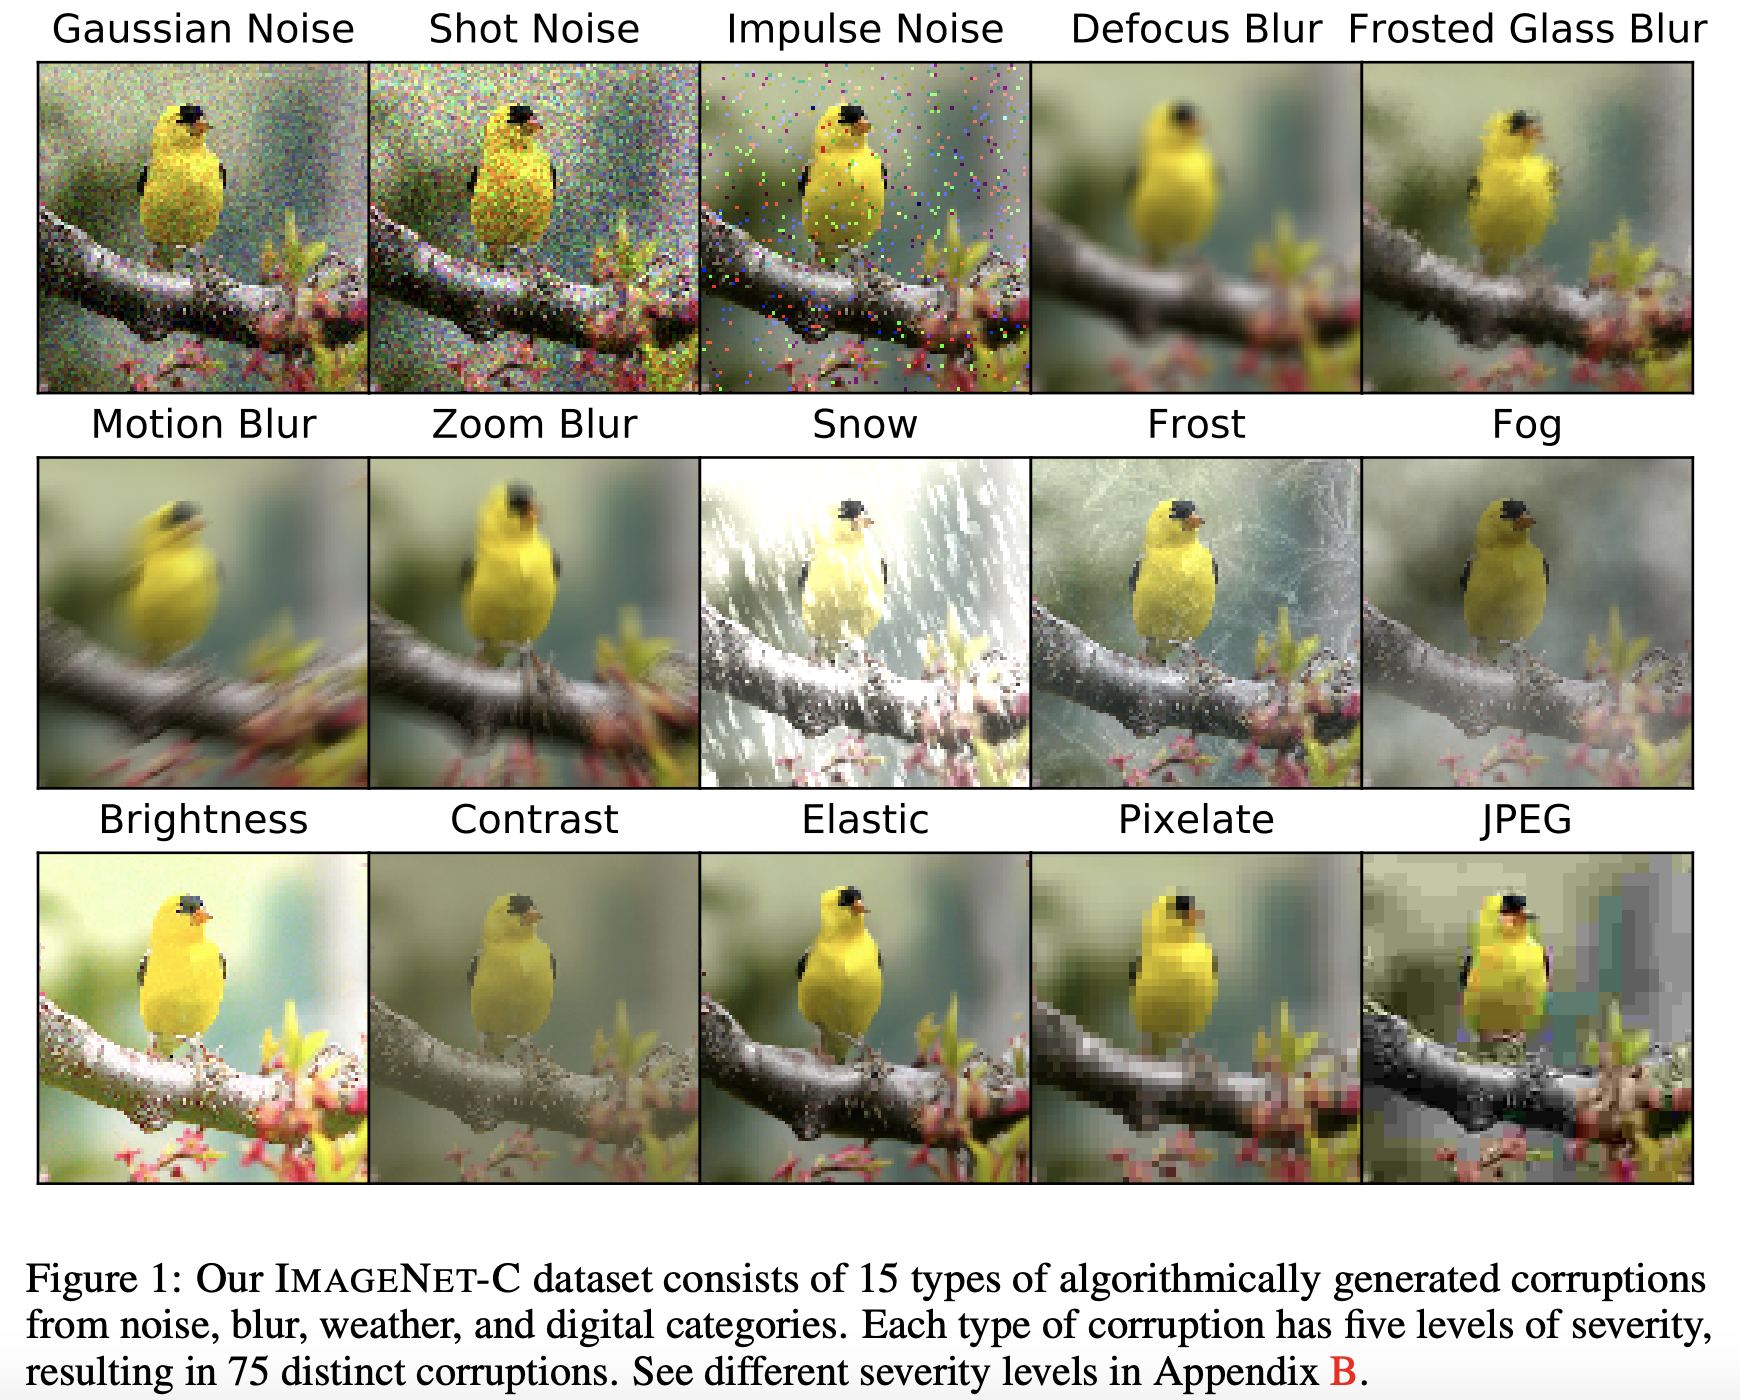 Gaussian Noise Shot Noise Impulse Noise Defocus Blur Frosted Glass Blur
Motion Blur Zoom Blur Snow Frost Fog
Brightness Contrast Elastic Pixelate JPEG
Figure 1: Our IMAGENET-C dataset consists of 15 types of algorithmically generated corruptions
from noise, blur, weather, and digital categories. Each type of corruption has five levels of severity,
resulting in 75 distinct corruptions. See different severity levels in Appendix B.